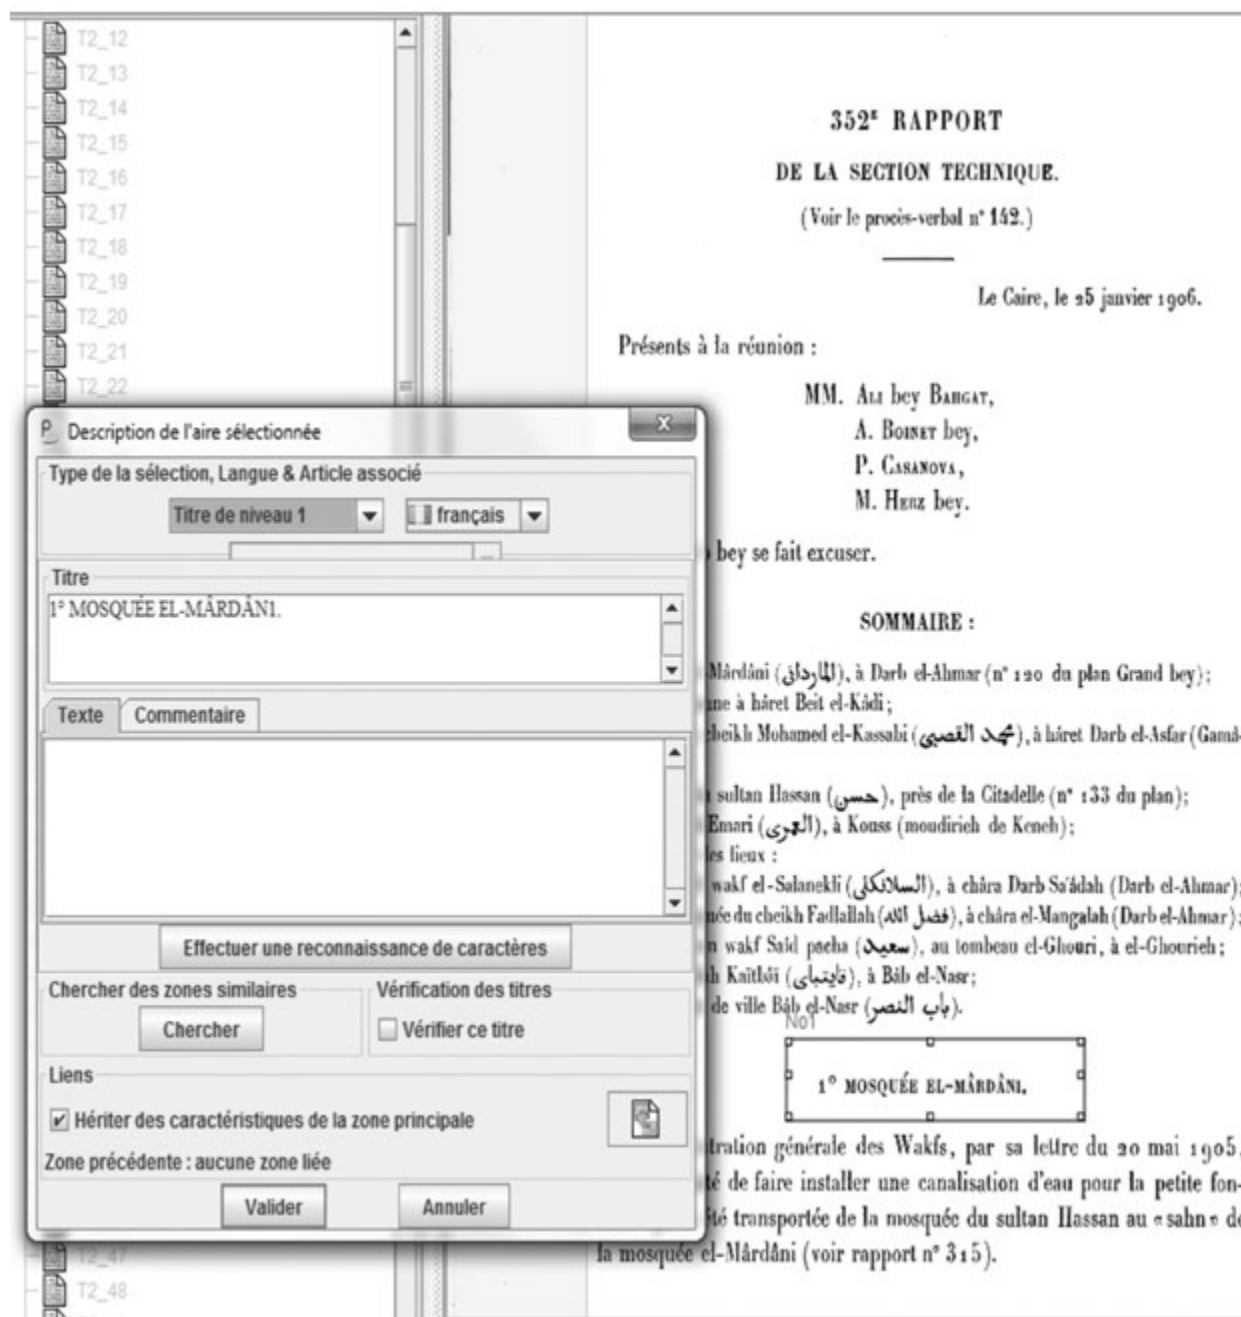 T2_12
T2_13
T2_14
T2_15
T2_16
T2_17
T2_18
T2_19
T2_20
T2_21
T2_22
Description de l'aire sélectionnée
Type de la sélection, Langue & Article associé
Titre de niveau 1
français
Titre
1° MOSQUÉE EL-MÂRDÂN1.
Texte
Commentaire
Effectuer une reconnaissance de caractères
Chercher des zones similaires
Chercher
Vérification des titres
Vérifier ce titre
Liens
Hériter des caractéristiques de la zone principale
Zone précédente : aucune zone liée
Valider
Annuler
T2_47
T2_48
352ᴱ RAPPORT
DE LA SECTION TECHNIQUE.
(Voir le procès-verbal n° 142.)
Le Caire, le 25 janvier 1906.
Présents à la réunion :
MM. ALI bey BAHGAT,
A. BOINET bey,
P. CASANOVA,
M. HERZ bey.
bey se fait excuser.
SOMMAIRE :
Mârdâni (المارداني), à Darb el-Ahmar (n° 120 du plan Grand bey);
à hâret Beit el-Kâdi;
cheikh Mohamed el-Kassabi (محمد القصبى), à hâret Darb el-Asfar (Gamâ-
sultan Hassan (حسن), près de la Citadelle (n° 133 du plan);
Emari (العمرى), à Kouss (moudirieh de Keneh);
lieux :
wakf el-Salanekli (السلانكلى), à châra Darb Sa'âdah (Darb el-Ahmar);
du cheikh Fadlallah (فضل الله), à châra el-Mangalah (Darb el-Ahmar);
wakf Saïd pacha (سعيد), au tombeau el-Ghouri, à el-Ghourieh;
Kaïtbâï (قايتباى), à Bâb el-Nasr;
de ville Bâb el-Nasr (باب النصر).
No1
1° MOSQUÉE EL-MÂRDÂNI.
générale des Wakfs, par sa lettre du 20 mai 1905,
de faire installer une canalisation d'eau pour la petite fon-
transportée de la mosquée du sultan Hassan au «sahn» de
la mosquée el-Mârdâni (voir rapport n° 315).